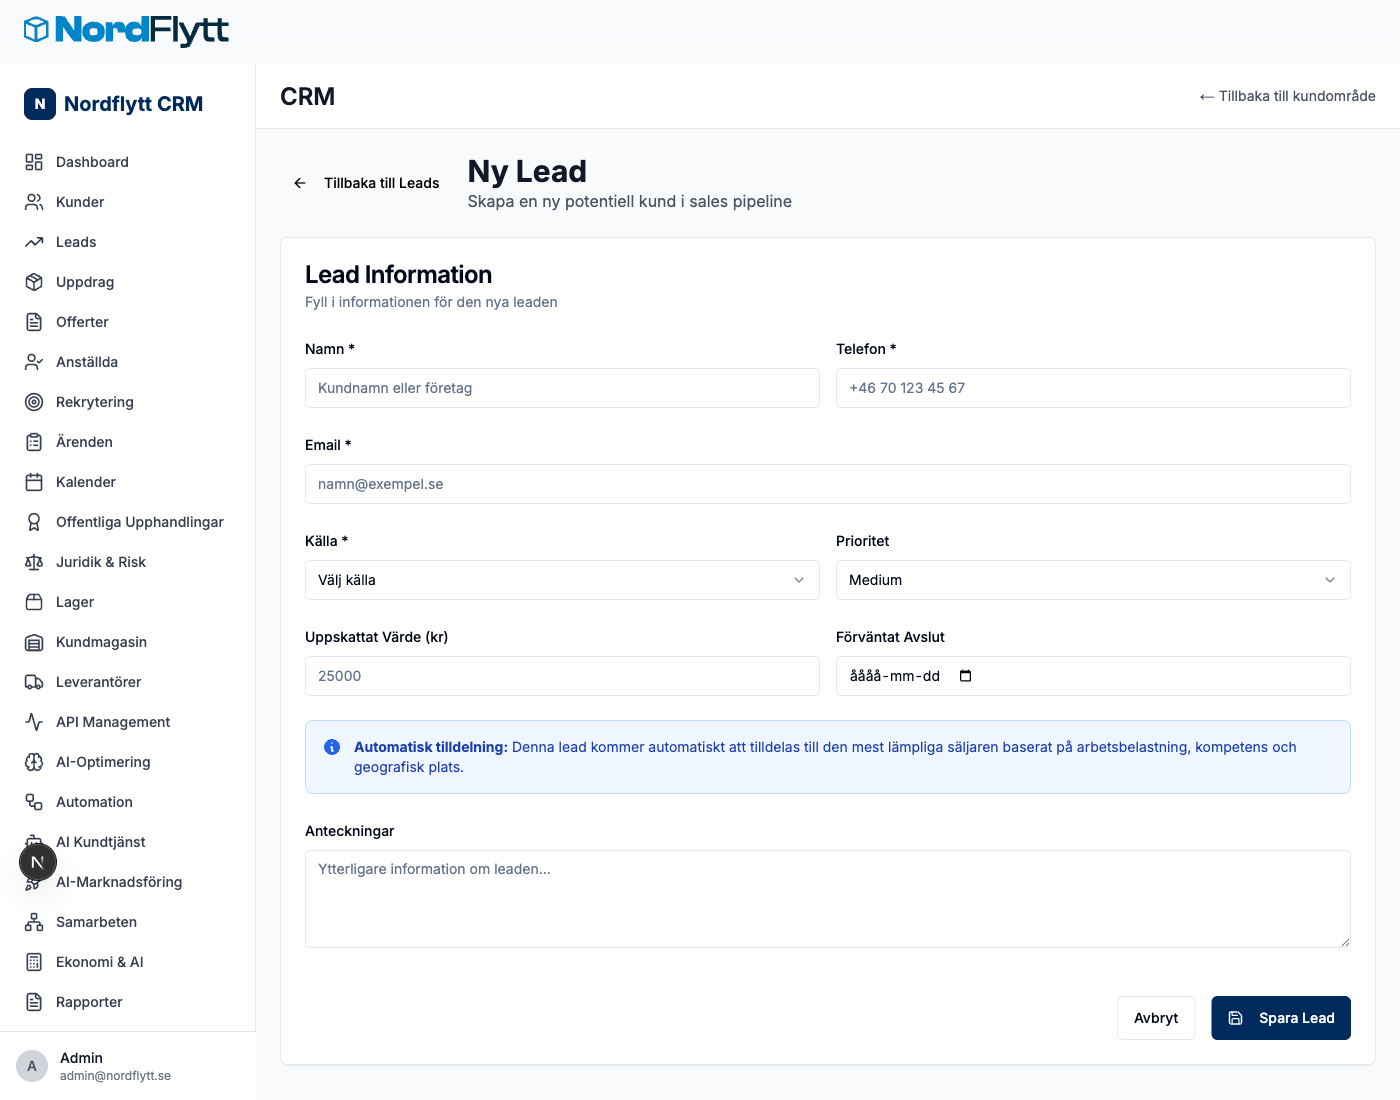 NordFlytt
N
Nordflytt CRM
Dashboard
Kunder
Leads
Uppdrag
Offerter
Anställda
Rekrytering
Ärenden
Kalender
Offentliga Upphandlingar
Juridik & Risk
Lager
Kundmagasin
Leverantörer
API Management
AI-Optimering
Automation
AI Kundtjänst
N
AI-Marknadsföring
Samarbeten
Ekonomi & AI
Rapporter
A
Admin
admin@nordflytt.se
CRM
← Tillbaka till kundområde
← Tillbaka till Leads
Ny Lead
Skapa en ny potentiell kund i sales pipeline
Lead Information
Fyll i informationen för den nya leaden
Namn *
Kundnamn eller företag
Telefon *
+46 70 123 45 67
Email *
namn@exempel.se
Källa *
Välj källa
Prioritet
Medium
Uppskattat Värde (kr)
25000
Förväntat Avslut
åååå-mm-dd
Automatisk tilldelning: Denna lead kommer automatiskt att tilldelas till den mest lämpliga säljaren baserat på arbetsbelastning, kompetens och
geografisk plats.
Anteckningar
Ytterligare information om leaden...
Avbryt
Spara Lead